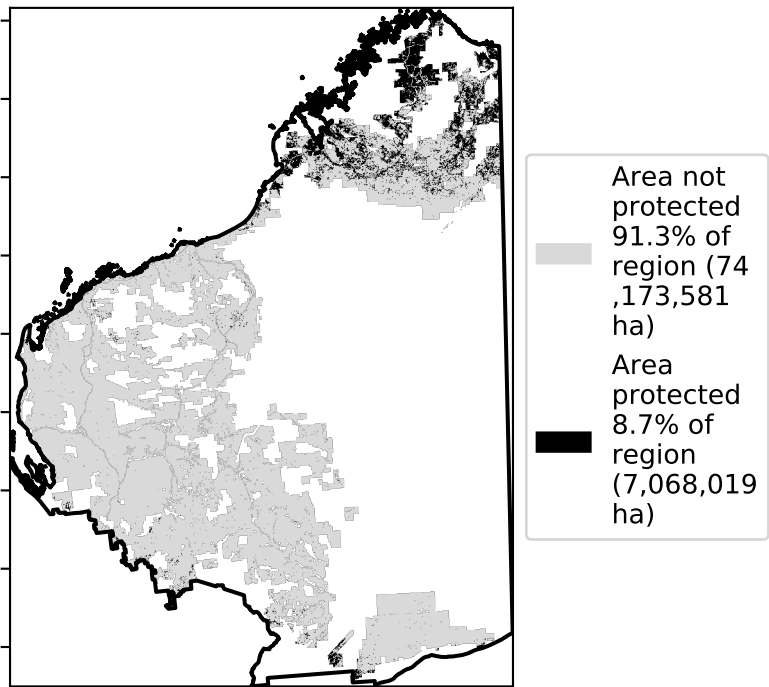 Area not
protected
91.3% of
region (74
,173,581
ha)
Area
protected
8.7% of
region
(7,068,019
ha)